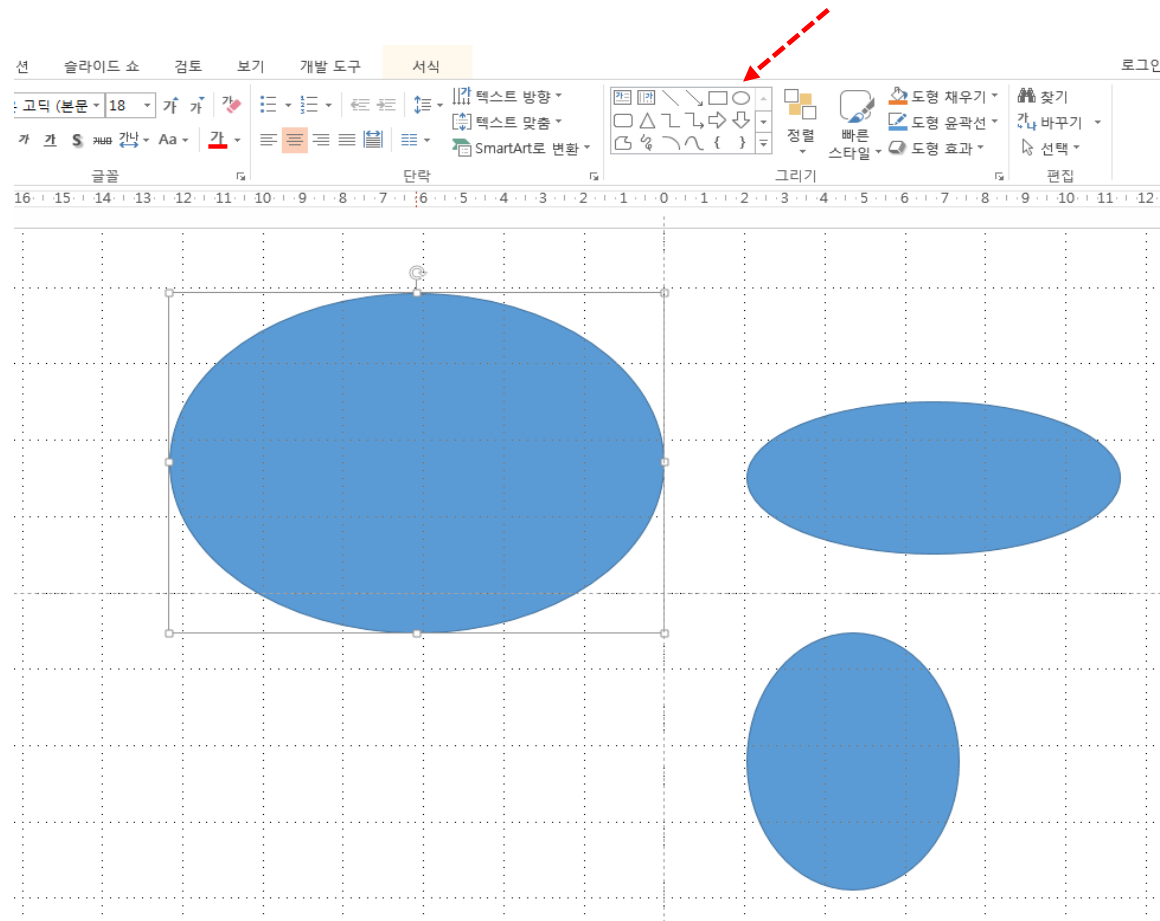 션 슬라이드 쇼 검토 보기 개발 도구 서식 로그인
고딕 (본문 18 가 가 가 텍스트 방향 도형 채우기 찾기
가 가 S 간나 Aa 가 텍스트 맞춤 정렬 빠른 스타일 도형 윤곽선 바꾸기
SmartArt로 변환 도형 효과 선택
글꼴 단락 그리기 편집
16 15 14 13 12 11 10 9 8 7 6 5 4 3 2 1 0 1 2 3 4 5 6 7 8 9 10 11 12